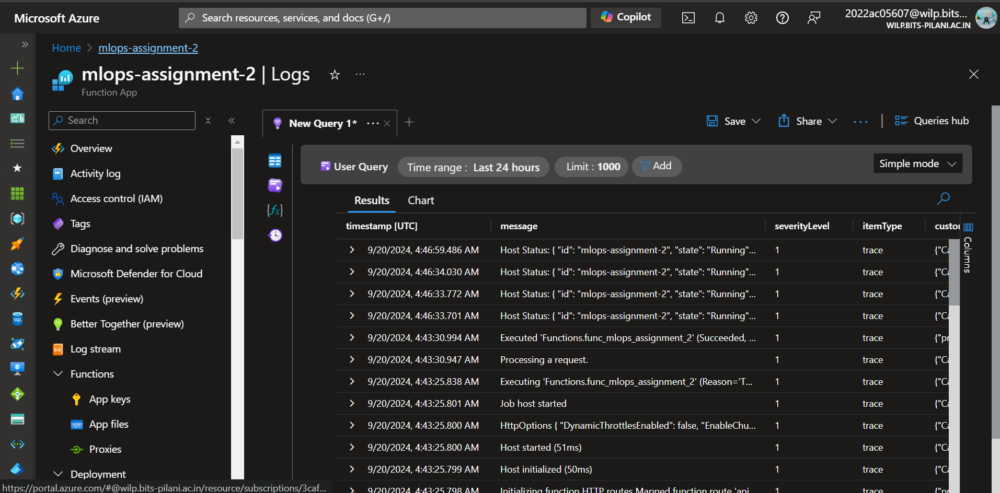 Microsoft Azure
Search resources, services, and docs (G+/)
Copilot
2022ac05607@wilp.bits...
WILP.BITS-PILANI.AC.IN
Home > mlops-assignment-2
mlops-assignment-2 | Logs
Function App
Search
Overview
Activity log
Access control (IAM)
Tags
Diagnose and solve problems
Microsoft Defender for Cloud
Events (preview)
Better Together (preview)
Log stream
Functions
App keys
App files
Proxies
Deployment
New Query 1*
Save
Share
Queries hub
User Query
Time range : Last 24 hours
Limit : 1000
Add
Simple mode
Results
Chart
timestamp [UTC] message severityLevel itemType custor
9/20/2024, 4:46:59.486 AM Host Status: { "id": "mlops-assignment-2", "state": "Running"... 1 trace {"Ca
9/20/2024, 4:46:34.030 AM Host Status: { "id": "mlops-assignment-2", "state": "Running"... 1 trace {"Ca
9/20/2024, 4:46:33.772 AM Host Status: { "id": "mlops-assignment-2", "state": "Running"... 1 trace {"Ca
9/20/2024, 4:46:33.701 AM Host Status: { "id": "mlops-assignment-2", "state": "Running"... 1 trace {"Ca
9/20/2024, 4:43:30.994 AM Executed 'Functions.func_mlops_assignment_2' (Succeeded, ... 1 trace {"pr
9/20/2024, 4:43:30.947 AM Processing a request. 1 trace {"Ca
9/20/2024, 4:43:25.838 AM Executing 'Functions.func_mlops_assignment_2' (Reason='T... 1 trace {"Ca
9/20/2024, 4:43:25.801 AM Job host started 1 trace {"Ca
9/20/2024, 4:43:25.800 AM HttpOptions { "DynamicThrottlesEnabled": false, "EnableChu... 1 trace {"Ca
9/20/2024, 4:43:25.800 AM Host started (51ms) 1 trace {"Ca
9/20/2024, 4:43:25.799 AM Host initialized (50ms) 1 trace {"Ca
9/20/2024, 4:43:25.798 AM Initializing function HTTP routes Mapped function route 'api 1 trace {"pr
Columns
SQL
https://portal.azure.com/#@wilp.bits-pilani.ac.in/resource/subscriptions/3caf...